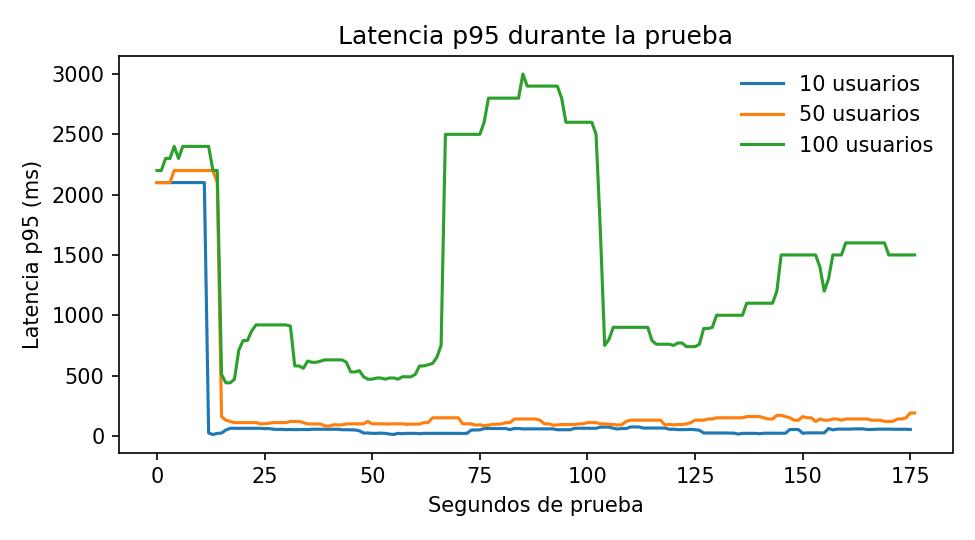 Latencia p95 durante la prueba
3000
2500
2000
1500
1000
500
0
Latencia p95 (ms)
10 usuarios
50 usuarios
100 usuarios
0 25 50 75 100 125 150 175
Segundos de prueba